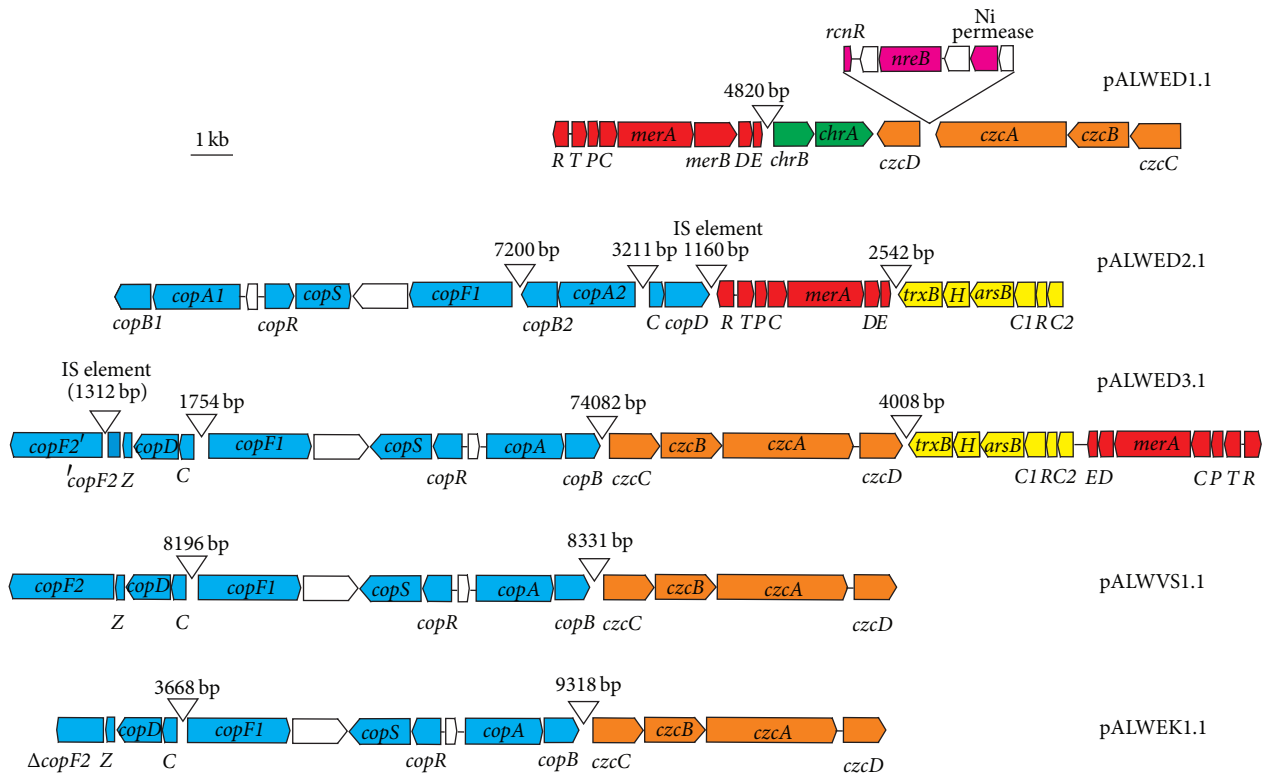 rcnR
Ni
permease
nreB
pALWED1.1
4820 bp
1 kb
merA
chrA
czcA
czcB
R T PC merB DE chrB czcD czcC
IS element
7200 bp 3211 bp 1160 bp 2542 bp
pALWED2.1
copA1 copS copF1 copA2 merA trxB H arsB
copB1 copR copB2 C copD R T P C DE C1 R C2
IS element
(1312 bp)
1754 bp 74082 bp 4008 bp
pALWED3.1
copF2′ copD copF1 copS copA czcB czcA trxB H arsB merA
′copF2 Z C copR copB czcC czcD C1 R C2 ED C P T R
8196 bp 8331 bp
pALWVS1.1
copF2 copD copF1 copS copA czcB czcA
Z C copR copB czcC czcD
3668 bp 9318 bp
pALWEK1.1
copD copF1 copS copA czcB czcA
ΔcopF2 Z C copR copB czcC czcD